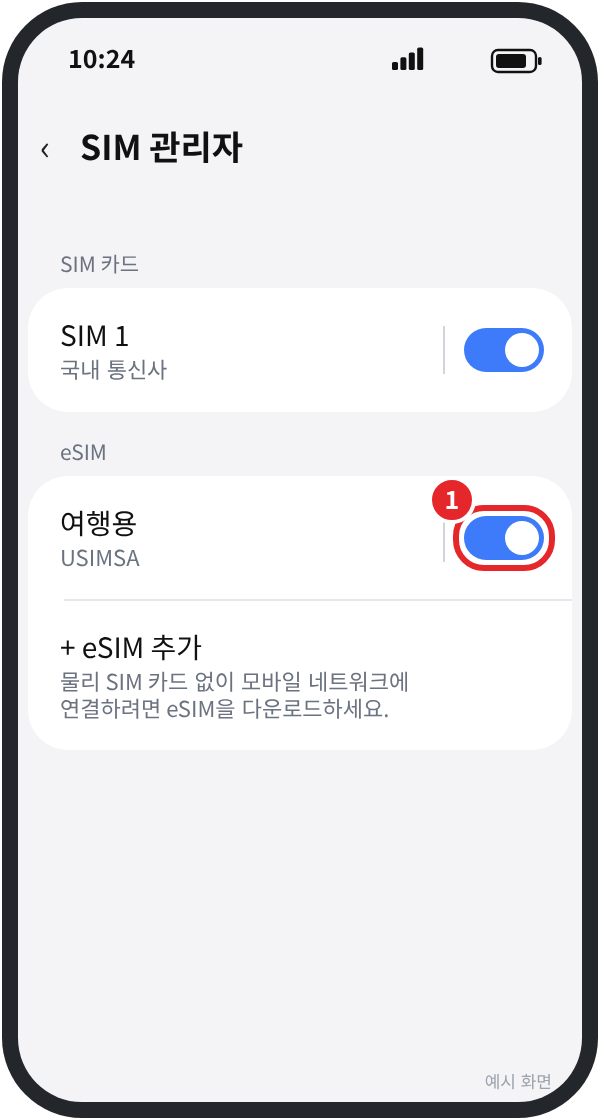 10:24
‹ SIM 관리자
SIM 카드
SIM 1
국내 통신사
eSIM
1
여행용
USIMSA
+ eSIM 추가
물리 SIM 카드 없이 모바일 네트워크에
연결하려면 eSIM을 다운로드하세요.
예시 화면